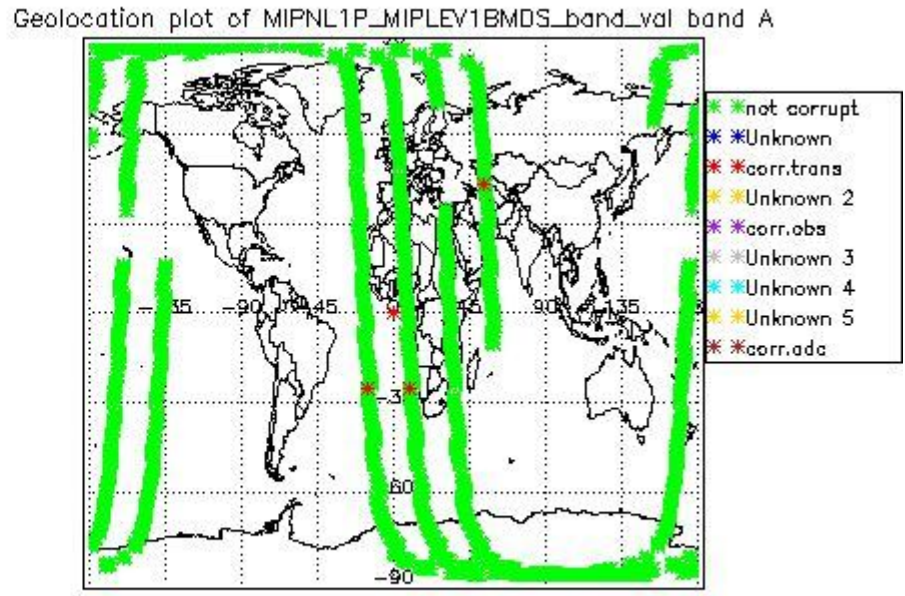 Geolocation plot of MIPNL1P_MIPLEV1BMDS_band_val band A
not corrupt
Unknown
corr.trans
Unknown 2
corr.obs
Unknown 3
Unknown 4
Unknown 5
corr.adc
-90
-45
45
90
135
-60
-90